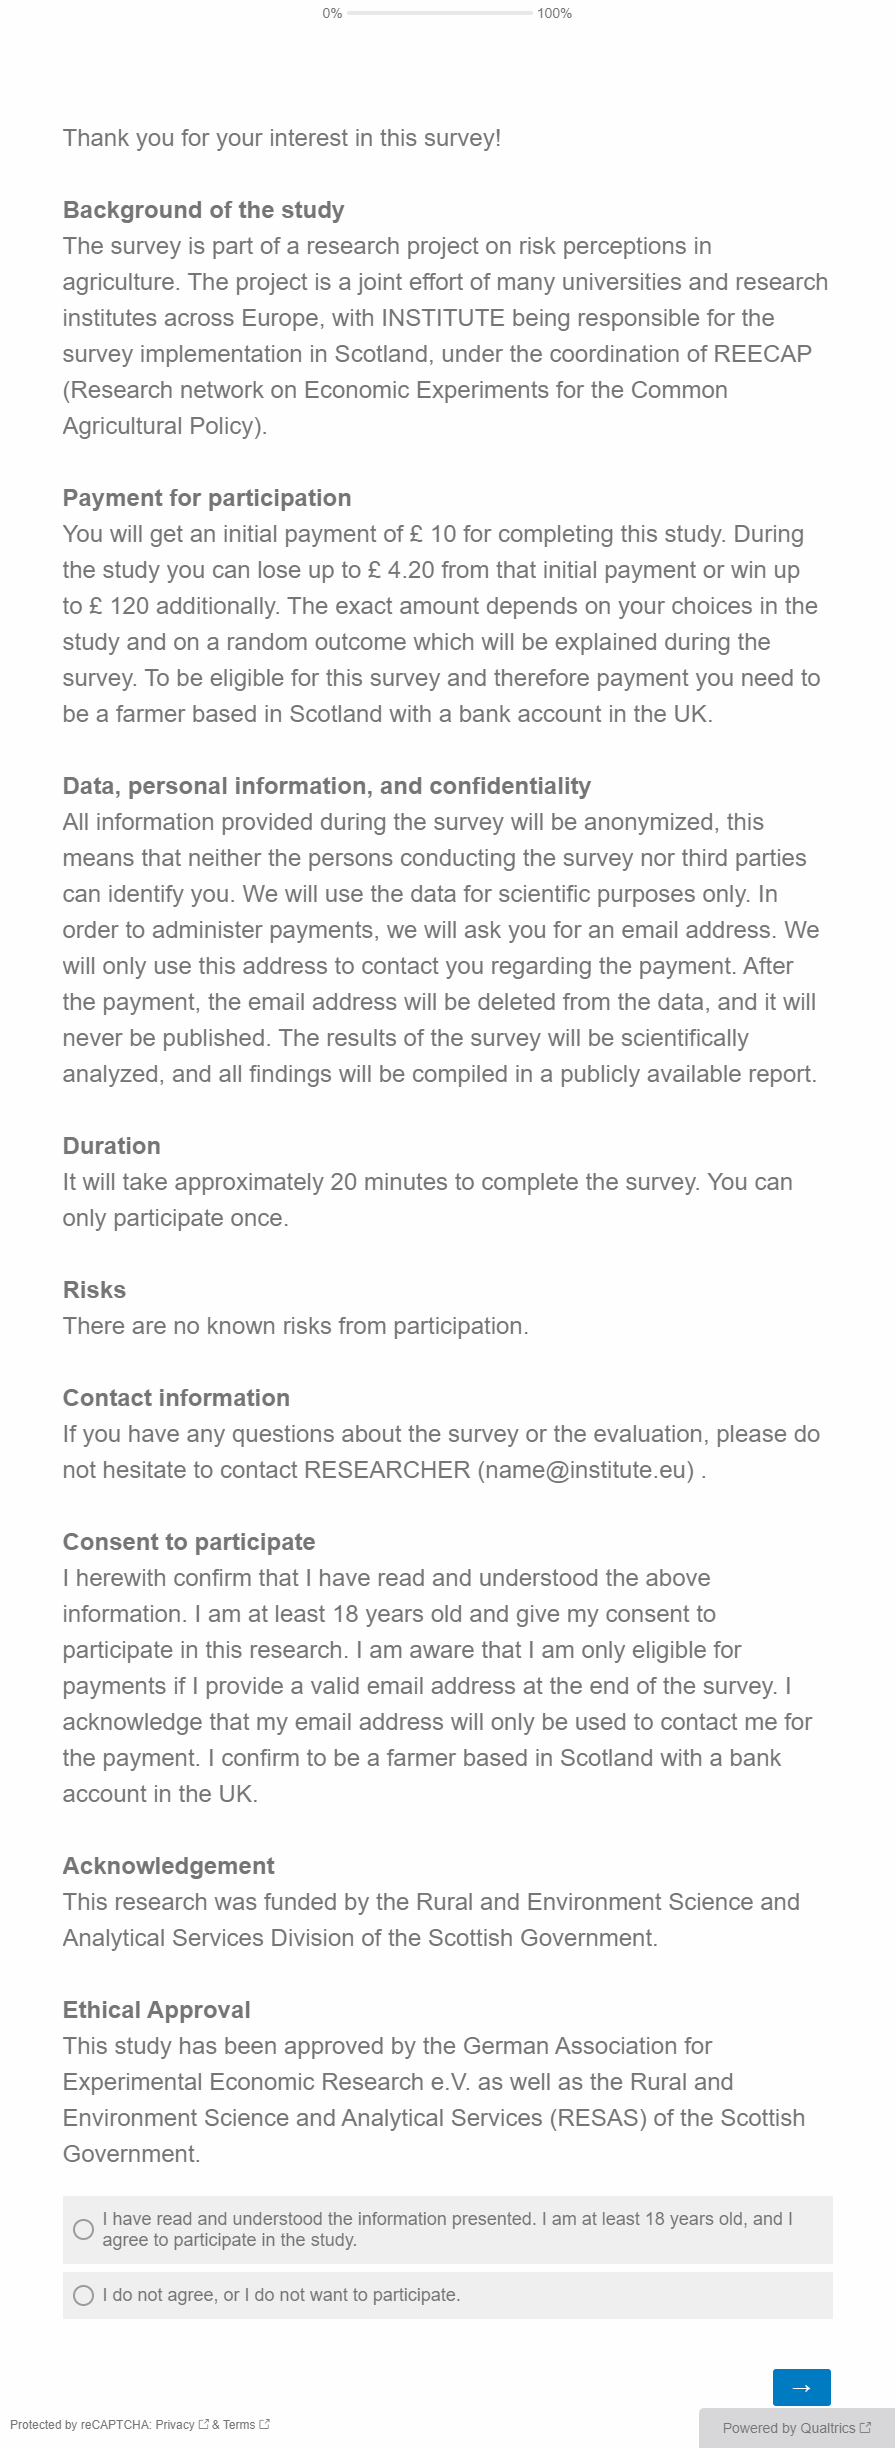 0% 100%
Thank you for your interest in this survey!
Background of the study
The survey is part of a research project on risk perceptions in
agriculture. The project is a joint effort of many universities and research
institutes across Europe, with INSTITUTE being responsible for the
survey implementation in Scotland, under the coordination of REECAP
(Research network on Economic Experiments for the Common
Agricultural Policy).
Payment for participation
You will get an initial payment of £ 10 for completing this study. During
the study you can lose up to £ 4.20 from that initial payment or win up
to £ 120 additionally. The exact amount depends on your choices in the
study and on a random outcome which will be explained during the
survey. To be eligible for this survey and therefore payment you need to
be a farmer based in Scotland with a bank account in the UK.
Data, personal information, and confidentiality
All information provided during the survey will be anonymized, this
means that neither the persons conducting the survey nor third parties
can identify you. We will use the data for scientific purposes only. In
order to administer payments, we will ask you for an email address. We
will only use this address to contact you regarding the payment. After
the payment, the email address will be deleted from the data, and it will
never be published. The results of the survey will be scientifically
analyzed, and all findings will be compiled in a publicly available report.
Duration
It will take approximately 20 minutes to complete the survey. You can
only participate once.
Risks
There are no known risks from participation.
Contact information
If you have any questions about the survey or the evaluation, please do
not hesitate to contact RESEARCHER (name@institute.eu) .
Consent to participate
I herewith confirm that I have read and understood the above
information. I am at least 18 years old and give my consent to
participate in this research. I am aware that I am only eligible for
payments if I provide a valid email address at the end of the survey. I
acknowledge that my email address will only be used to contact me for
the payment. I confirm to be a farmer based in Scotland with a bank
account in the UK.
Acknowledgement
This research was funded by the Rural and Environment Science and
Analytical Services Division of the Scottish Government.
Ethical Approval
This study has been approved by the German Association for
Experimental Economic Research e.V. as well as the Rural and
Environment Science and Analytical Services (RESAS) of the Scottish
Government.
I have read and understood the information presented. I am at least 18 years old, and I
agree to participate in the study.
I do not agree, or I do not want to participate.
→
Protected by reCAPTCHA: Privacy & Terms
Powered by Qualtrics